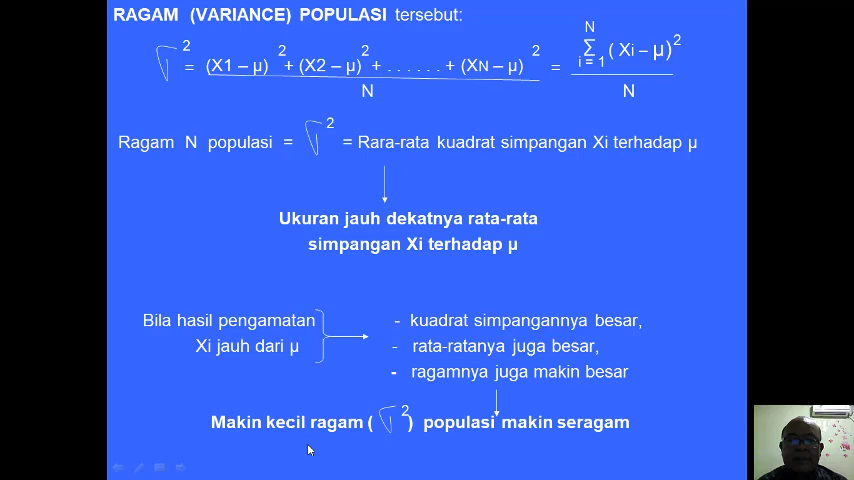 RAGAM (VARIANCE) POPULASI tersebut:
σ² = (X1 – μ)² + (X2 – μ)² + . . . . . . + (XN – μ)² / N = N Σ i = 1 ( Xi – μ)² / N
Ragam N populasi = σ² = Rara-rata kuadrat simpangan Xi terhadap μ
Ukuran jauh dekatnya rata-rata
simpangan Xi terhadap μ
Bila hasil pengamatan
Xi jauh dari μ
- kuadrat simpangannya besar,
- rata-ratanya juga besar,
- ragamnya juga makin besar
Makin kecil ragam ( σ² ) populasi makin seragam